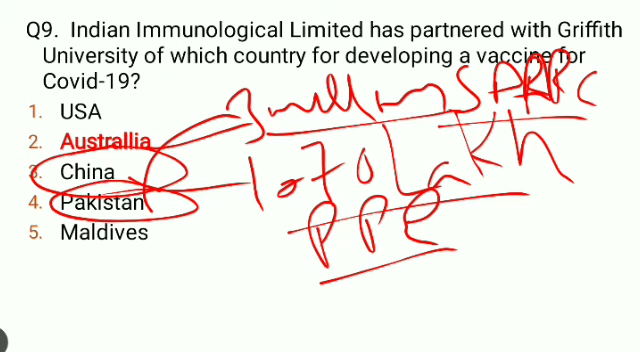 Q9. Indian Immunological Limited has partnered with Griffith
University of which country for developing a vaccine for
Covid-19?
1. USA
2. Australlia
3. China
4. Pakistan
5. Maldives
3 million SAARC
1.70 Lakh
PPE